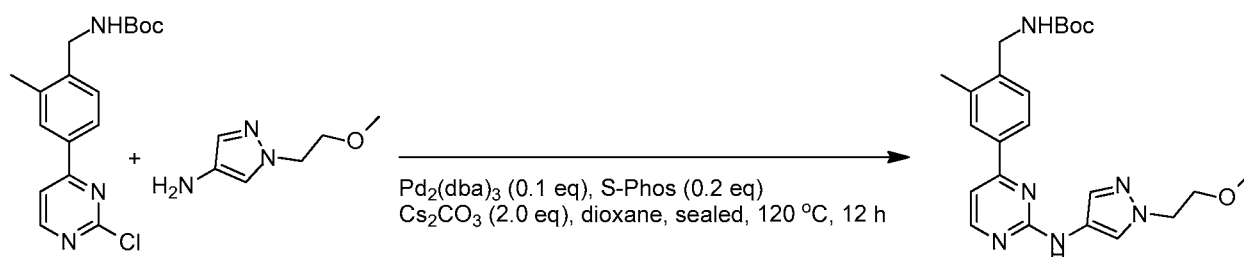 NHBoc
NHBoc
N
O
N
H₂N
+
N
N
Cl
Pd₂(dba)₃ (0.1 eq), S-Phos (0.2 eq)
Cs₂CO₃ (2.0 eq), dioxane, sealed, 120 °C, 12 h
N
N
N
H
N
N
O